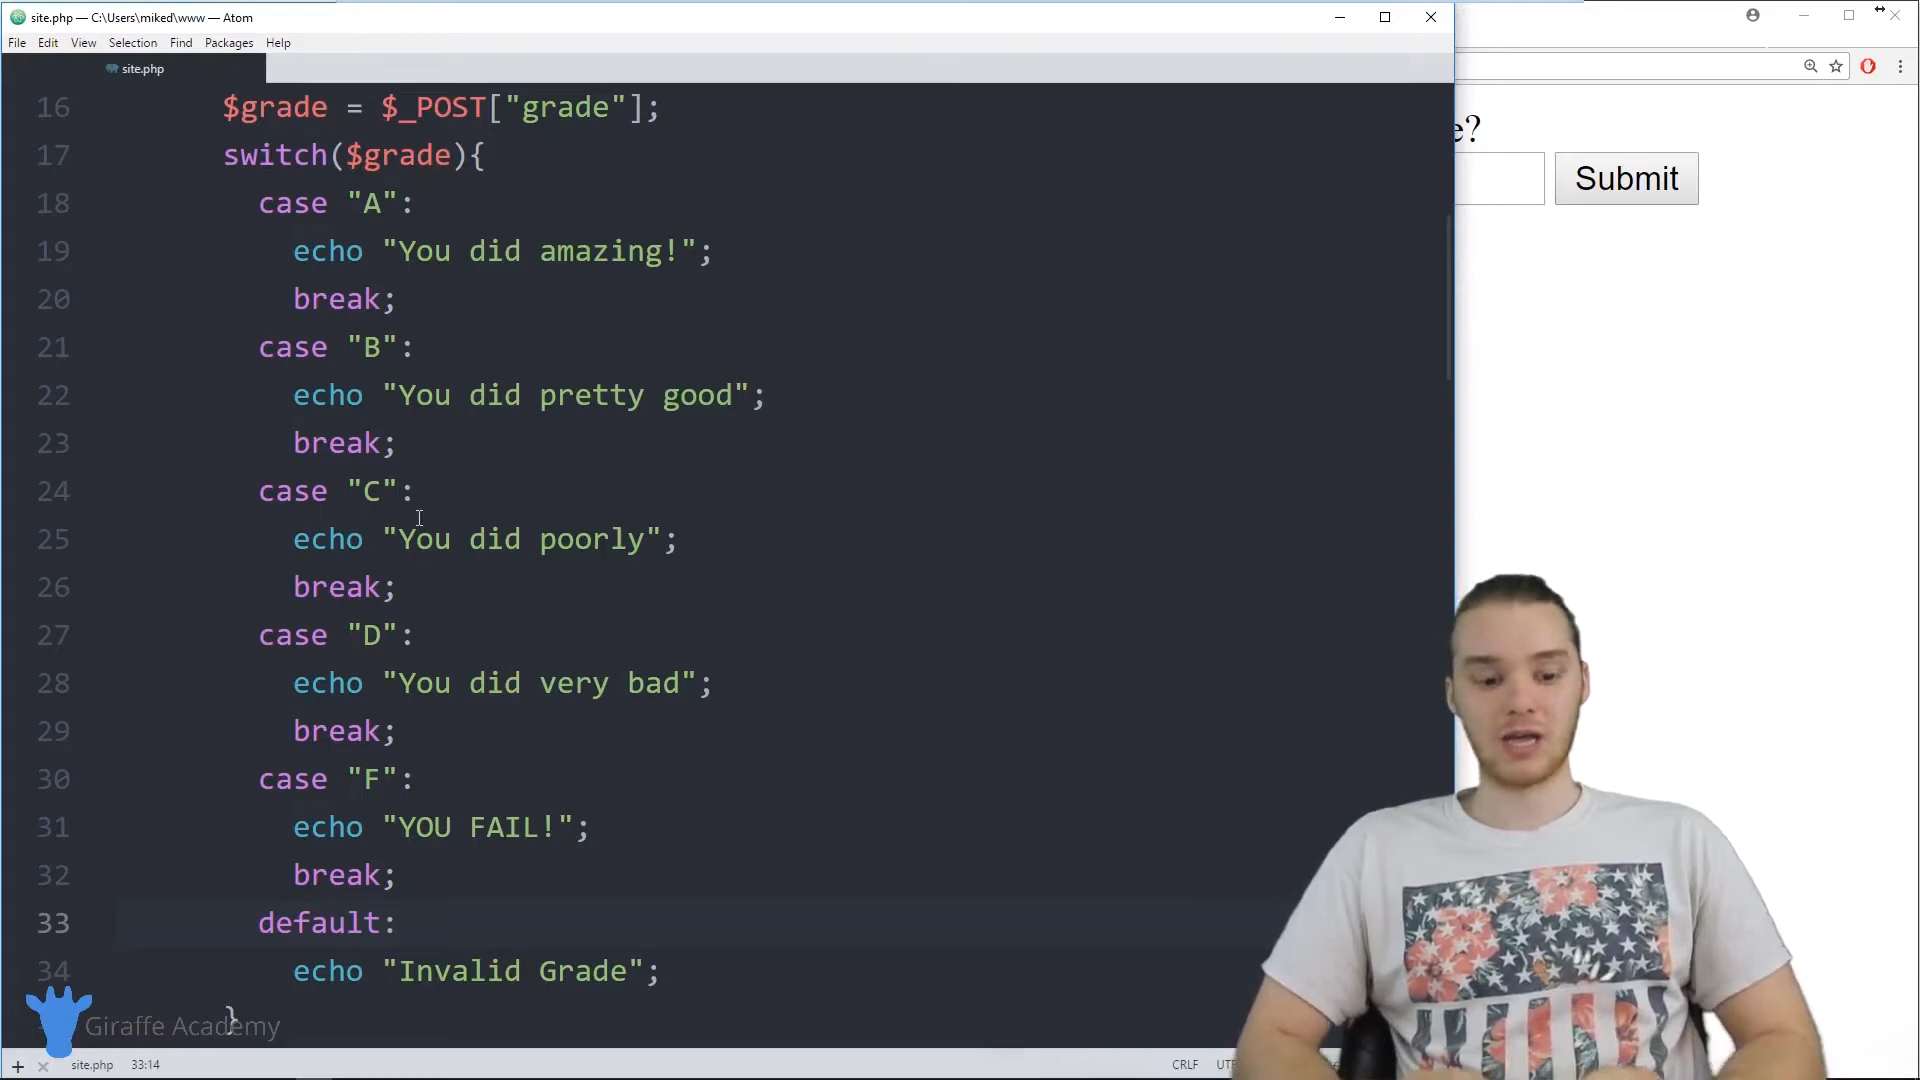 site.php — C:\Users\miked\www — Atom
File Edit View Selection Find Packages Help
site.php
16 $grade = $_POST["grade"];
17 switch($grade){
18 case "A":
19 echo "You did amazing!";
20 break;
21 case "B":
22 echo "You did pretty good";
23 break;
24 case "C":
25 echo "You did poorly";
26 break;
27 case "D":
28 echo "You did very bad";
29 break;
30 case "F":
31 echo "YOU FAIL!";
32 break;
33 default:
34 echo "Invalid Grade";
}
Giraffe Academy
site.php 33:14 CRLF
e?
Submit